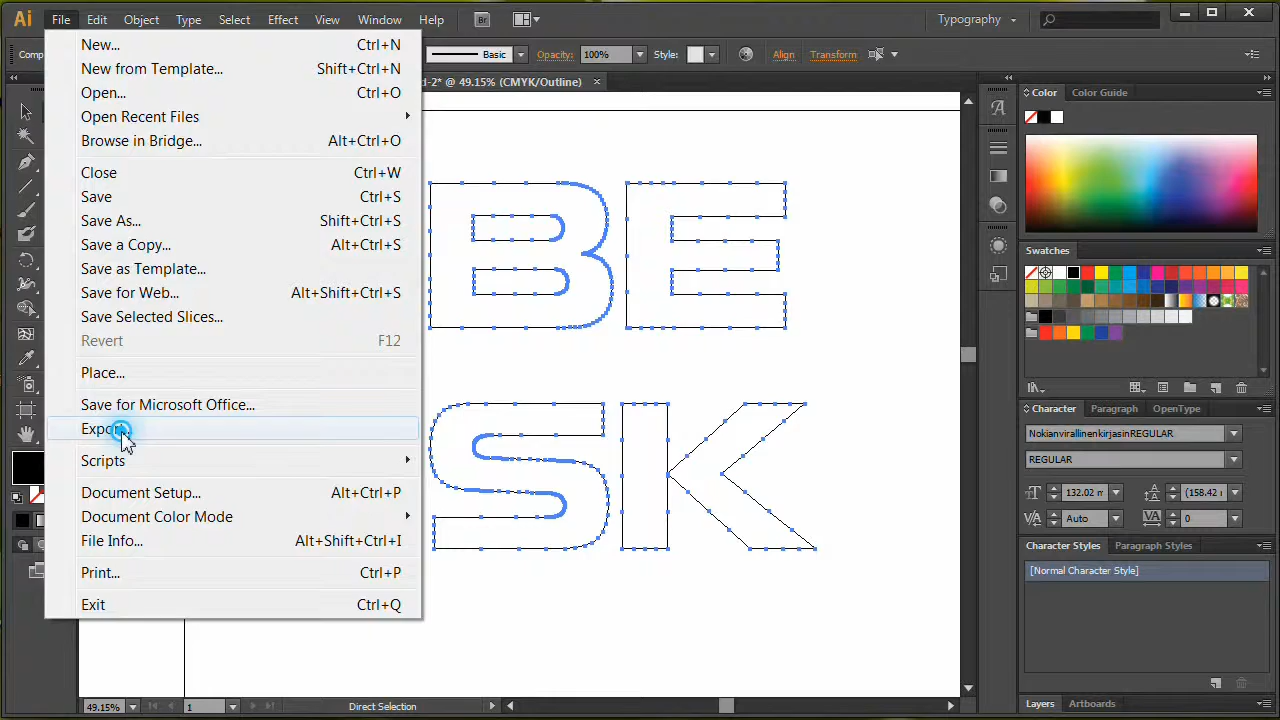 Ai File Edit Object Type Select Effect View Window Help Br Typography
Basic Opacity: 100% Style: Align Transform
New... Ctrl+N
New from Template... Shift+Ctrl+N
Open... Ctrl+O
Open Recent Files
Browse in Bridge... Alt+Ctrl+O
Close Ctrl+W
Save Ctrl+S
Save As... Shift+Ctrl+S
Save a Copy... Alt+Ctrl+S
Save as Template...
Save for Web... Alt+Shift+Ctrl+S
Save Selected Slices...
Revert F12
Place...
Save for Microsoft Office...
Export...
Scripts
Document Setup... Alt+Ctrl+P
Document Color Mode
File Info... Alt+Shift+Ctrl+I
Print... Ctrl+P
Exit Ctrl+Q
@ 49.15% (CMYK/Outline)
BE
SK
Color Color Guide
Swatches
Character Paragraph OpenType
NokianvirallinenkirjasinREGULAR
REGULAR
132.02 (158.42
Auto 0
Character Styles Paragraph Styles
[Normal Character Style]
Layers Artboards
49.15% 1 Direct Selection